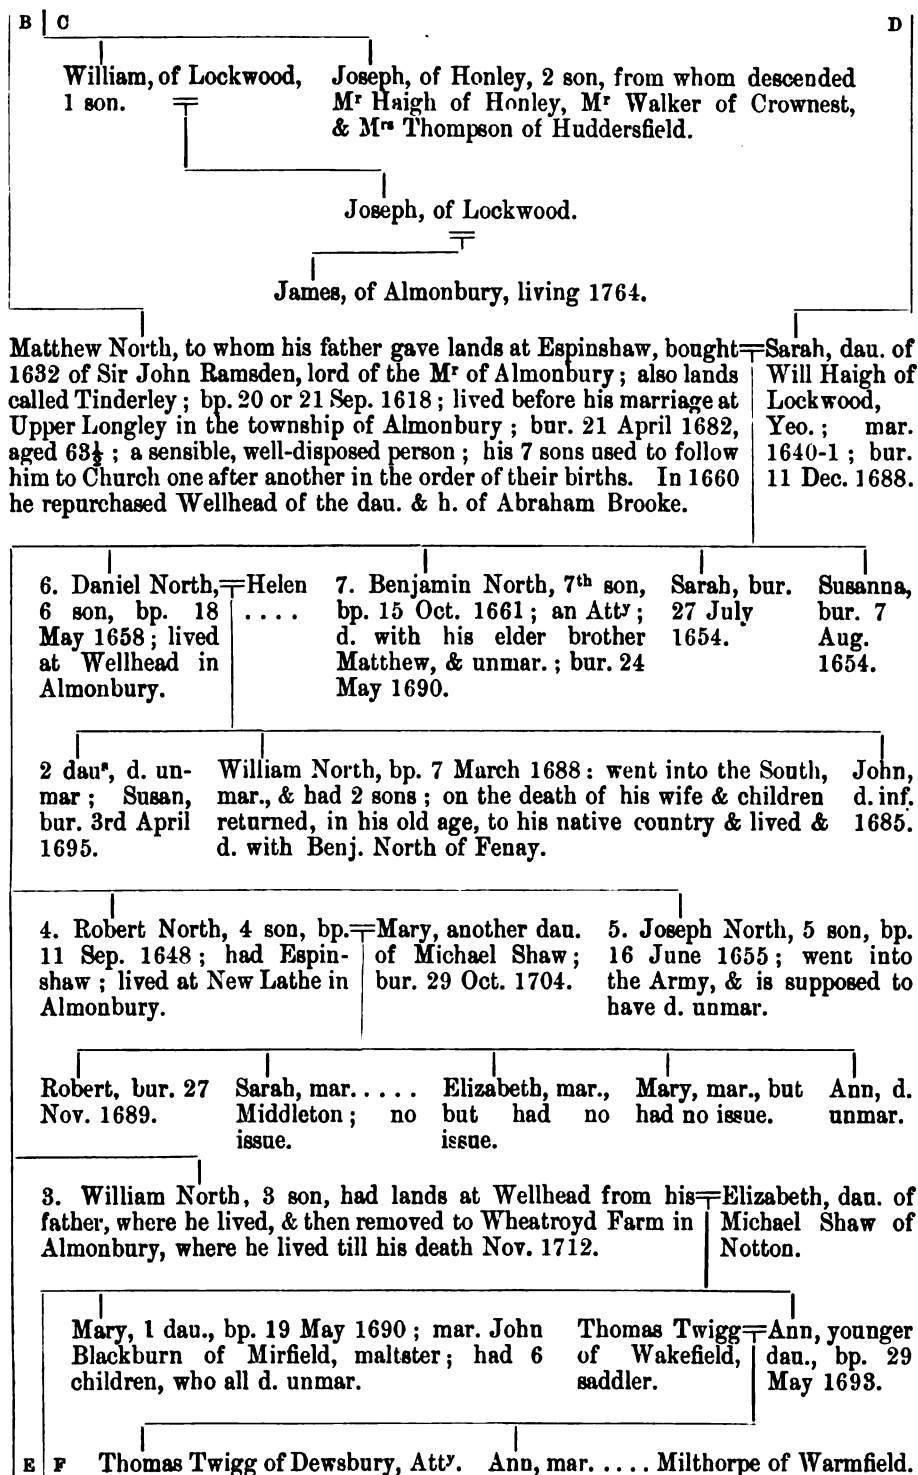 B C D
William, of Lockwood,
1 son.
Joseph, of Honley, 2 son, from whom descended
Mr Haigh of Honley, Mr Walker of Crownest,
& Mrs Thompson of Huddersfield.
Joseph, of Lockwood.
James, of Almonbury, living 1764.
Matthew North, to whom his father gave lands at Espinshaw, bought
1632 of Sir John Ramsden, lord of the Mr of Almonbury ; also lands
called Tinderley ; bp. 20 or 21 Sep. 1618 ; lived before his marriage at
Upper Longley in the township of Almonbury ; bur. 21 April 1682,
aged 63½ ; a sensible, well-disposed person ; his 7 sons used to follow
him to Church one after another in the order of their births. In 1660
he repurchased Wellhead of the dau. & h. of Abraham Brooke.
Sarah, dau. of
Will Haigh of
Lockwood,
Yeo. ; mar.
1640-1 ; bur.
11 Dec. 1688.
6. Daniel North,
6 son, bp. 18
May 1658 ; lived
at Wellhead in
Almonbury.
Helen
. . . .
7. Benjamin North, 7th son,
bp. 15 Oct. 1661 ; an Atty ;
d. with his elder brother
Matthew, & unmar. ; bur. 24
May 1690.
Sarah, bur.
27 July
1654.
Susanna,
bur. 7
Aug.
1654.
2 daus, d. un-
mar ; Susan,
bur. 3rd April
1695.
William North, bp. 7 March 1688 : went into the South,
mar., & had 2 sons ; on the death of his wife & children
returned, in his old age, to his native country & lived &
d. with Benj. North of Fenay.
John,
d. inf.
1685.
4. Robert North, 4 son, bp.
11 Sep. 1648 ; had Espin-
shaw ; lived at New Lathe in
Almonbury.
Mary, another dau.
of Michael Shaw ;
bur. 29 Oct. 1704.
5. Joseph North, 5 son, bp.
16 June 1655 ; went into
the Army, & is supposed to
have d. unmar.
Robert, bur. 27
Nov. 1689.
Sarah, mar. . . . .
Middleton ; no
issue.
Elizabeth, mar.,
but had no
issue.
Mary, mar., but
had no issue.
Ann, d.
unmar.
3. William North, 3 son, had lands at Wellhead from his
father, where he lived, & then removed to Wheatroyd Farm in
Almonbury, where he lived till his death Nov. 1712.
Elizabeth, dau. of
Michael Shaw of
Notton.
Mary, 1 dau., bp. 19 May 1690 ; mar. John
Blackburn of Mirfield, maltster ; had 6
children, who all d. unmar.
Thomas Twigg
of Wakefield,
saddler.
Ann, younger
dau., bp. 29
May 1693.
E F Thomas Twigg of Dewsbury, Atty. Ann, mar. . . . . Milthorpe of Warmfield.